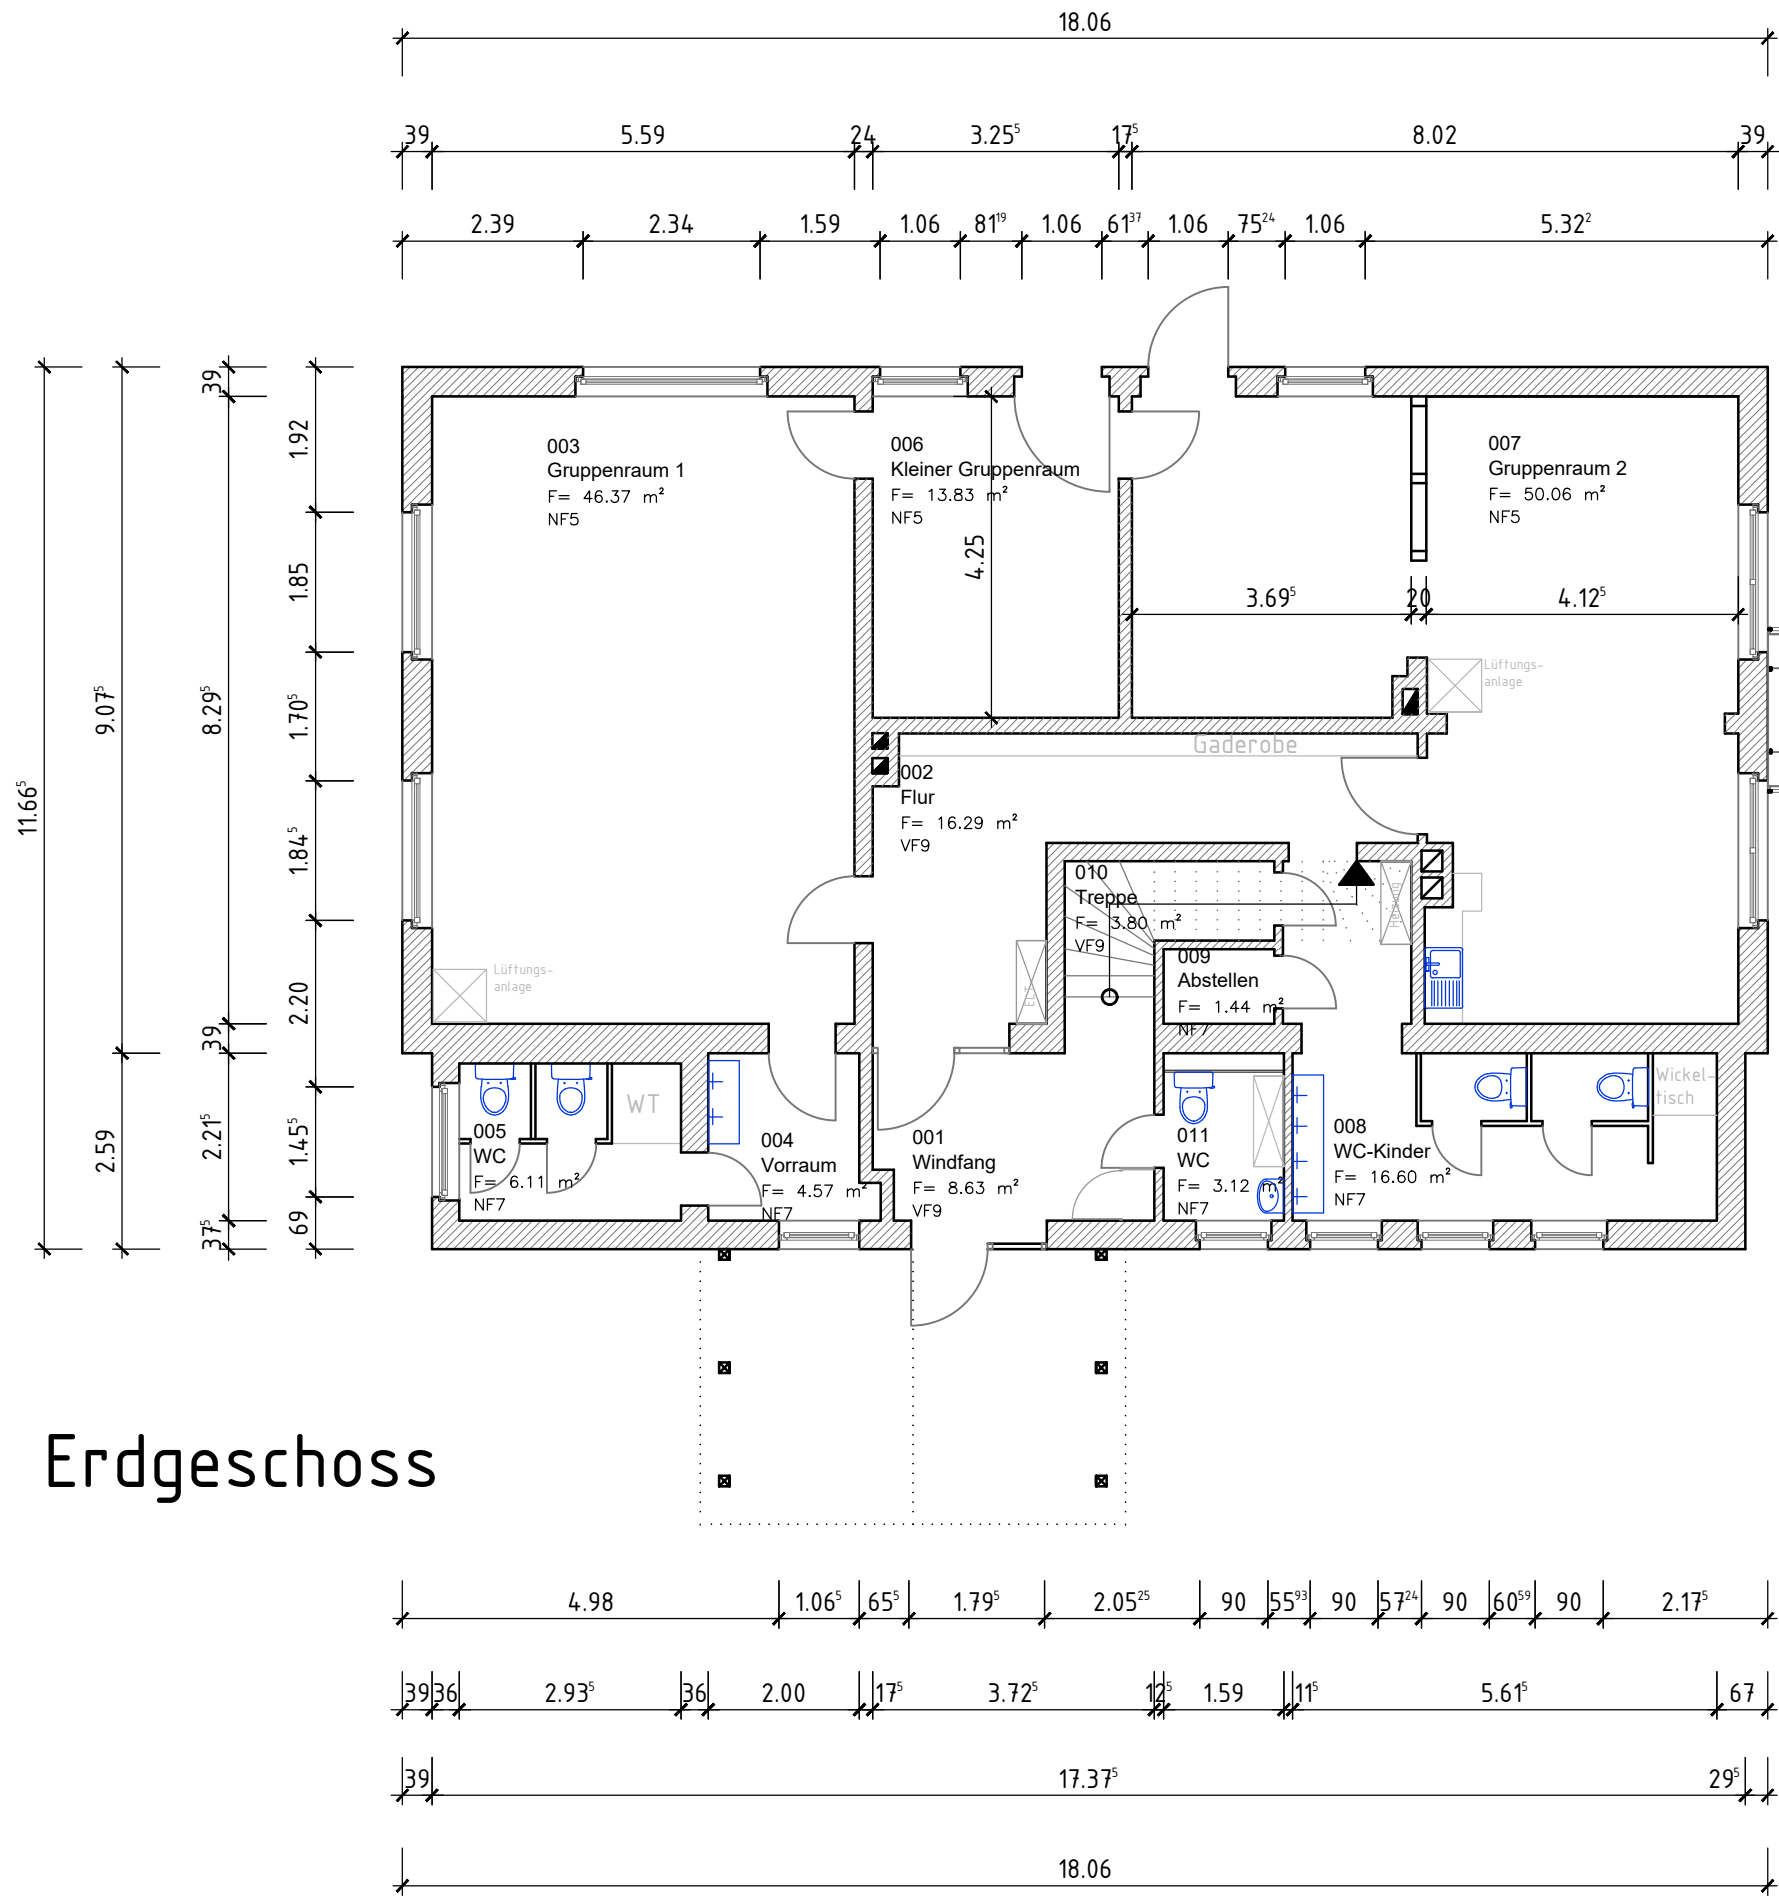 18.06
39 5.59 24 3.25⁵ 17⁵ 8.02 39
2.39 2.34 1.59 1.06 81¹⁹ 1.06 61³⁷ 1.06 75²⁴ 1.06 5.32²
11.66⁵
9.07⁵
2.59
39
8.29⁵
39
2.21⁵
37⁵
1.92
1.85
1.70⁵
1.84⁵
2.20
1.45⁵
69
003
Gruppenraum 1
F= 46.37 m²
NF5
006
Kleiner Gruppenraum
F= 13.83 m²
NF5
4.25
007
Gruppenraum 2
F= 50.06 m²
NF5
3.69⁵ 20 4.12⁵
Lüftungs-
anlage
Gaderobe
002
Flur
F= 16.29 m²
VF9
010
Treppe
F= 3.80 m²
VF9
Heizung
009
Abstellen
F= 1.44 m²
NF7
ELT
Lüftungs-
anlage
WT
005
WC
F= 6.11 m²
NF7
004
Vorraum
F= 4.57 m²
NF7
001
Windfang
F= 8.63 m²
VF9
011
WC
F= 3.12 m²
NF7
008
WC-Kinder
F= 16.60 m²
NF7
Wickel-
tisch
Erdgeschoss
4.98 1.06⁵ 65⁵ 1.79⁵ 2.05²⁵ 90 55⁹³ 90 57²⁴ 90 60⁵⁹ 90 2.17⁵
39 36 2.93⁵ 36 2.00 17⁵ 3.72⁵ 12⁵ 1.59 11⁵ 5.61⁵ 67
39 17.37⁵ 29⁵
18.06